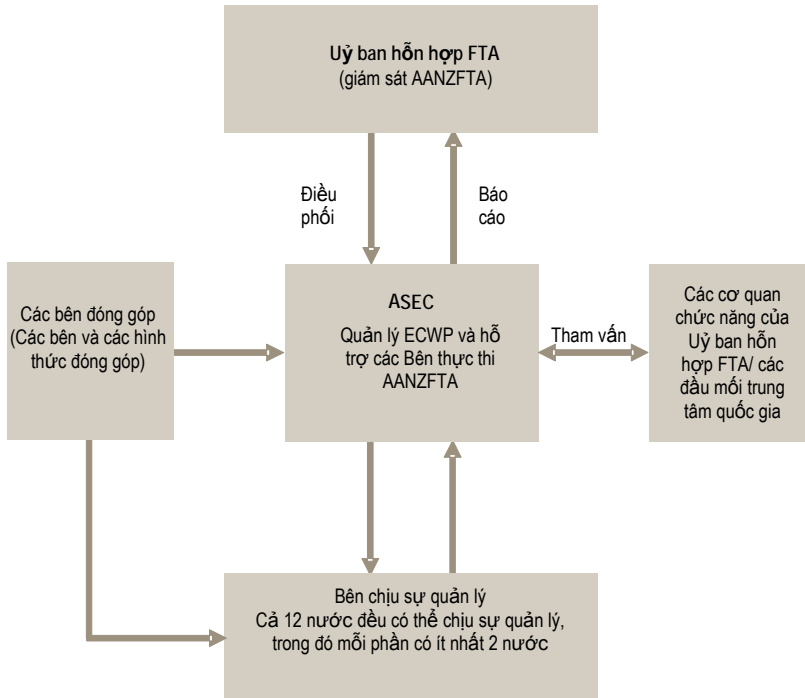 Uỷ ban hỗn hợp FTA
(giám sát AANZFTA)
Điều
phối
Báo
cáo
Các bên đóng góp
(Các bên và các hình
thức đóng góp)
ASEC
Quản lý ECWP và hỗ
trợ các Bên thực thi
AANZFTA
Tham vấn
Các cơ quan
chức năng của
Uỷ ban hỗn
hợp FTA/ các
đầu mối trung
tâm quốc gia
Bên chịu sự quản lý
Cả 12 nước đều có thể chịu sự quản lý,
trong đó mỗi phần có ít nhất 2 nước